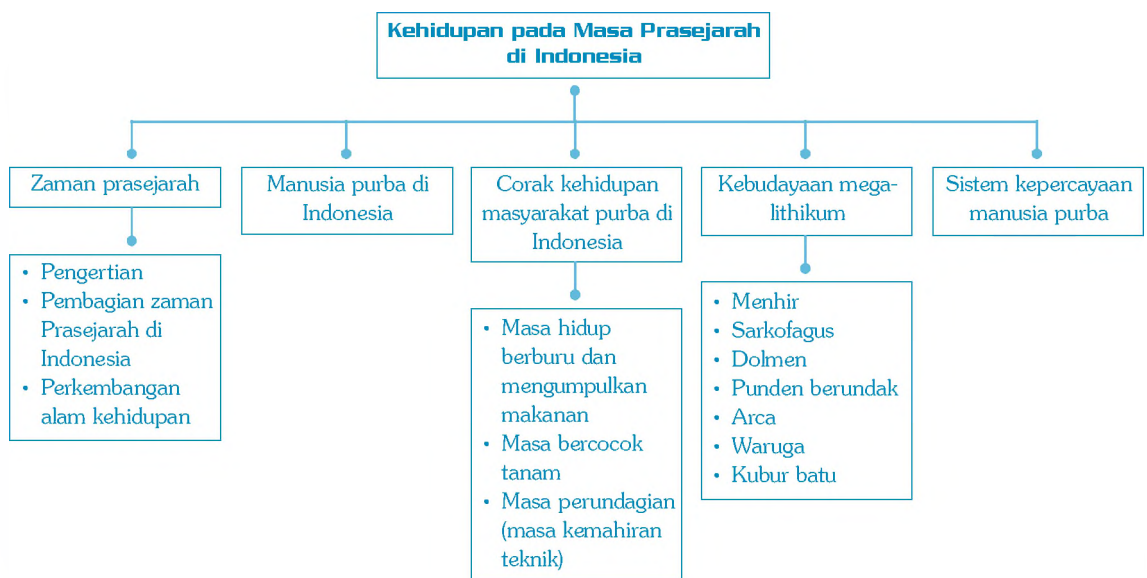 Kehidupan pada Masa Prasejarah
di Indonesia
Zaman prasejarah
• Pengertian
• Pembagian zaman
Prasejarah di
Indonesia
• Perkembangan
alam kehidupan
Manusia purba di
Indonesia
Corak kehidupan
masyarakat purba di
Indonesia
• Masa hidup
berburu dan
mengumpulkan
makanan
• Masa bercocok
tanam
• Masa perundagian
(masa kemahiran
teknik)
Kebudayaan mega-
lithikum
• Menhir
• Sarkofagus
• Dolmen
• Punden berundak
• Arca
• Waruga
• Kubur batu
Sistem kepercayaan
manusia purba